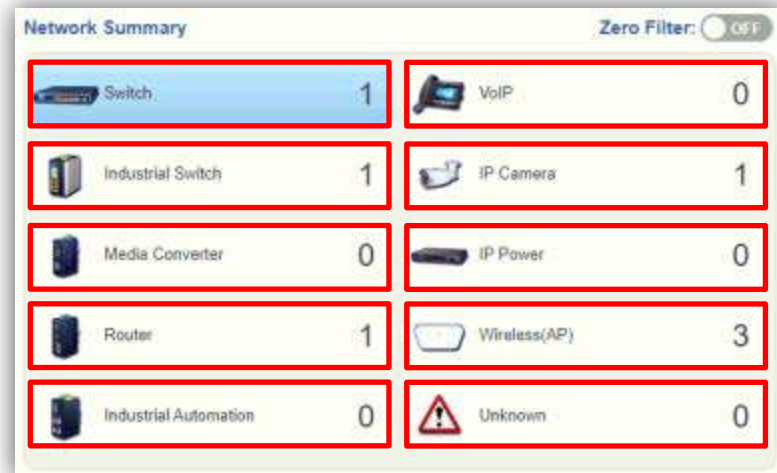 Network Summary Zero Filter: OFF
Switch 1 VoIP 0
Industrial Switch 1 IP Camera 1
Media Converter 0 IP Power 0
Router 1 Wireless(AP) 3
Industrial Automation 0 Unknown 0